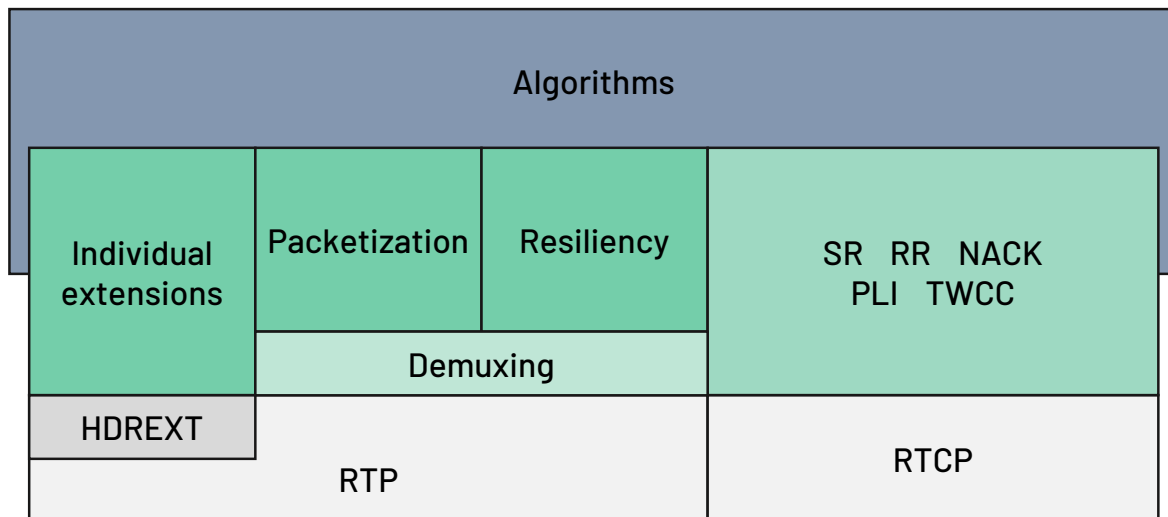 Algorithms
Individual
extensions
Packetization
Resiliency
SR RR NACK
PLI TWCC
Demuxing
HDREXT
RTP
RTCP